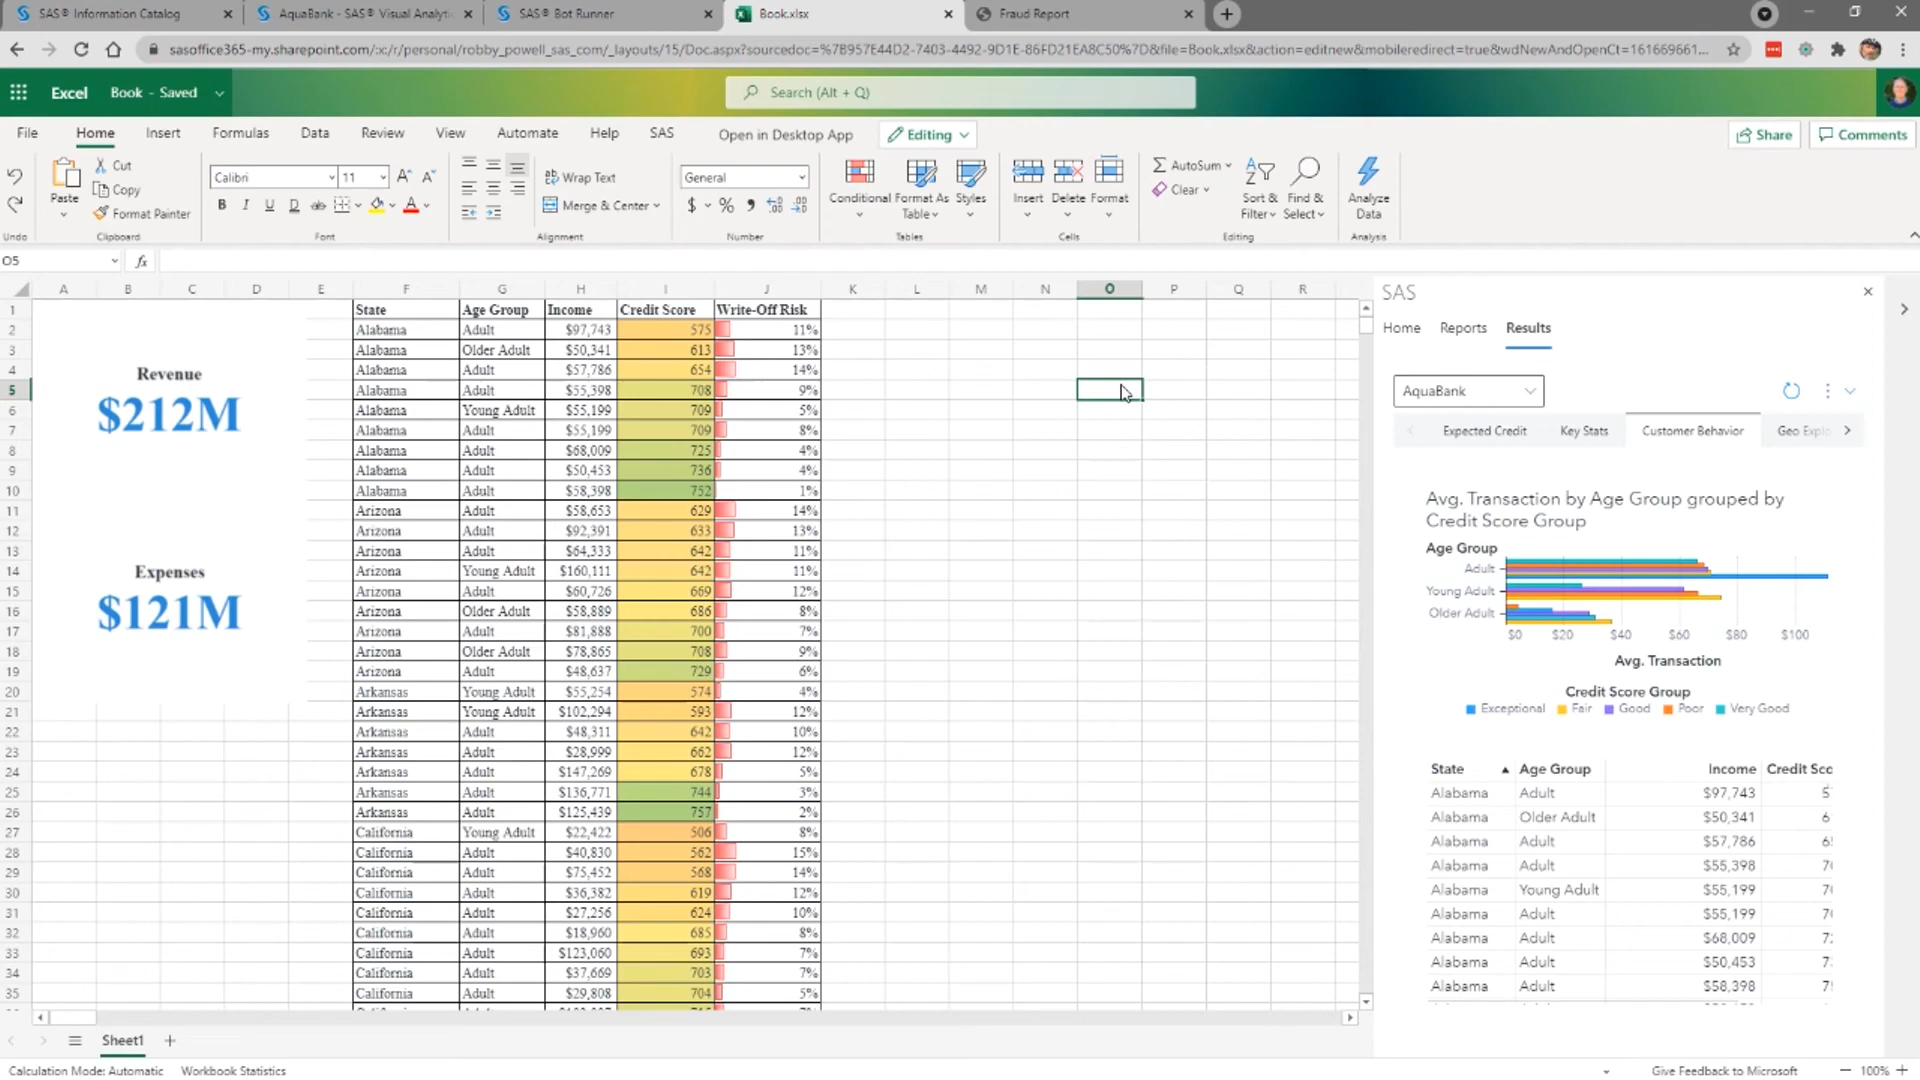 SAS® Information Catalog
AquaBank - SAS® Visual Analytic
SAS® Bot Runner
Book.xlsx
Fraud Report
sasoffice365-my.sharepoint.com/:x:/r/personal/robby_powell_sas_com/_layouts/15/Doc.aspx?sourcedoc=%7B957E44D2-7403-4492-9D1E-86FD21EA8C50%7D&file=Book.xlsx&action=editnew&mobileredirect=true&wdNewAndOpenCt=161669661...
Excel Book - Saved
Search (Alt + Q)
File Home Insert Formulas Data Review View Automate Help SAS Open in Desktop App Editing Share Comments
Cut
Copy
Paste
Format Painter
Calibri 11
B I U D ab A
Wrap Text
Merge & Center
General
$ % 9
Conditional Format As Styles
Table
Insert Delete Format
AutoSum
Clear
Sort & Find &
Filter Select
Analyze
Data
Undo Clipboard Font Alignment Number Tables Cells Editing Analysis
O5 fx
A B C D E F G H I J K L M N O P Q R
1 State Age Group Income Credit Score Write-Off Risk
2 Alabama Adult $97,743 575 11%
3 Alabama Older Adult $50,341 613 13%
4 Alabama Adult $57,786 654 14%
5 Alabama Adult $55,398 708 9%
6 Alabama Young Adult $55,199 709 5%
7 Alabama Adult $55,199 709 8%
8 Alabama Adult $68,009 725 4%
9 Alabama Adult $50,453 736 4%
10 Alabama Adult $58,398 752 1%
11 Arizona Adult $58,653 629 14%
12 Arizona Adult $92,391 633 13%
13 Arizona Adult $64,333 642 11%
14 Arizona Young Adult $160,111 642 11%
15 Arizona Adult $60,726 669 12%
16 Arizona Older Adult $58,889 686 8%
17 Arizona Adult $81,888 700 7%
18 Arizona Older Adult $78,865 708 9%
19 Arizona Adult $48,637 729 6%
20 Arkansas Young Adult $55,254 574 4%
21 Arkansas Young Adult $102,294 593 12%
22 Arkansas Adult $48,311 642 10%
23 Arkansas Adult $28,999 662 12%
24 Arkansas Adult $147,269 678 5%
25 Arkansas Adult $136,771 744 3%
26 Arkansas Adult $125,439 757 2%
27 California Young Adult $22,422 506 8%
28 California Adult $40,830 562 15%
29 California Adult $75,452 568 14%
30 California Adult $36,382 619 12%
31 California Adult $27,256 624 10%
32 California Adult $18,960 685 8%
33 California Adult $123,060 693 7%
34 California Adult $37,669 703 7%
35 California Adult $29,808 704 5%
Revenue
$212M
Expenses
$121M
SAS
Home Reports Results
AquaBank
Expected Credit Key Stats Customer Behavior Geo Explo
Avg. Transaction by Age Group grouped by
Credit Score Group
Age Group
Adult
Young Adult
Older Adult
$0 $20 $40 $60 $80 $100
Avg. Transaction
Credit Score Group
Exceptional Fair Good Poor Very Good
State Age Group Income Credit Scc
Alabama Adult $97,743 5
Alabama Older Adult $50,341 6
Alabama Adult $57,786 6
Alabama Adult $55,398 70
Alabama Young Adult $55,199 70
Alabama Adult $55,199 70
Alabama Adult $68,009 7
Alabama Adult $50,453 7
Alabama Adult $58,398 7
Sheet1
Calculation Mode: Automatic Workbook Statistics
Give Feedback to Microsoft 100%